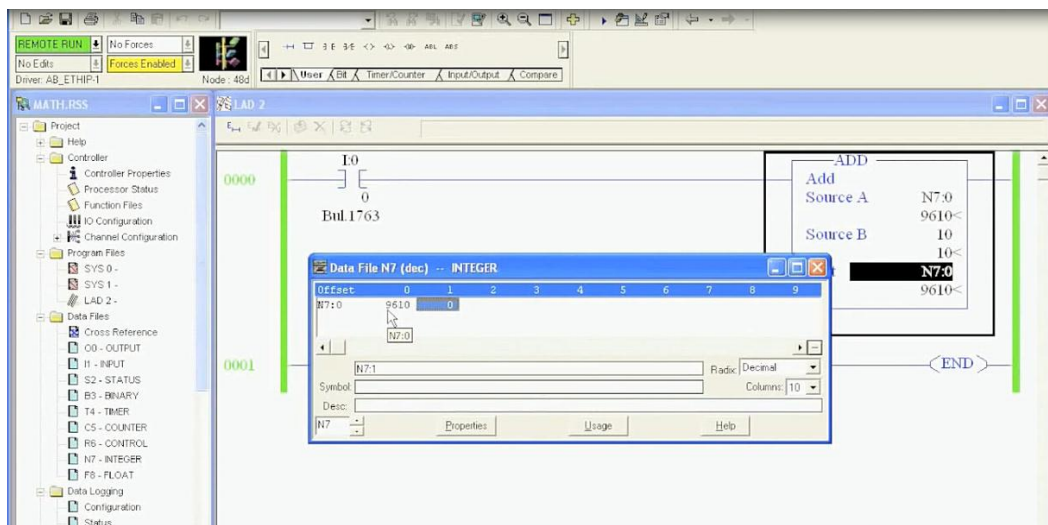 REMOTE RUN
No Forces
No Edits
Forces Enabled
Driver: AB_ETHIP-1
Node : 48d
ABL ABS
User
Bit
Timer/Counter
Input/Output
Compare
MATH.RSS
Project
Help
Controller
Controller Properties
Processor Status
Function Files
IO Configuration
Channel Configuration
Program Files
SYS 0 -
SYS 1 -
LAD 2 -
Data Files
Cross Reference
O0 - OUTPUT
I1 - INPUT
S2 - STATUS
B3 - BINARY
T4 - TIMER
C5 - COUNTER
R6 - CONTROL
N7 - INTEGER
F8 - FLOAT
Data Logging
Configuration
Status
LAD 2
0000
I:0
0
Bul.1763
ADD
Add
Source A N7:0
9610<
Source B 10
10<
N7:0
9610<
Data File N7 (dec) -- INTEGER
Offset 0 1 2 3 4 5 6 7 8 9
N7:0 9610 0
N7:0
N7:1
Radix: Decimal
Symbol:
Columns: 10
Desc:
N7
Properties
Usage
Help
0001
END